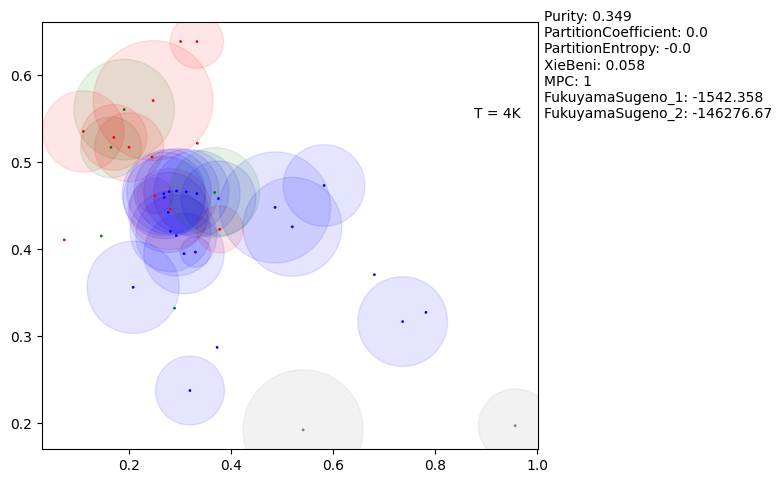 Purity: 0.349
PartitionCoefficient: 0.0
PartitionEntropy: -0.0
XieBeni: 0.058
MPC: 1
FukuyamaSugeno_1: -1542.358
FukuyamaSugeno_2: -146276.67
T = 4K
0.6
0.5
0.4
0.3
0.2
0.2
0.4
0.6
0.8
1.0